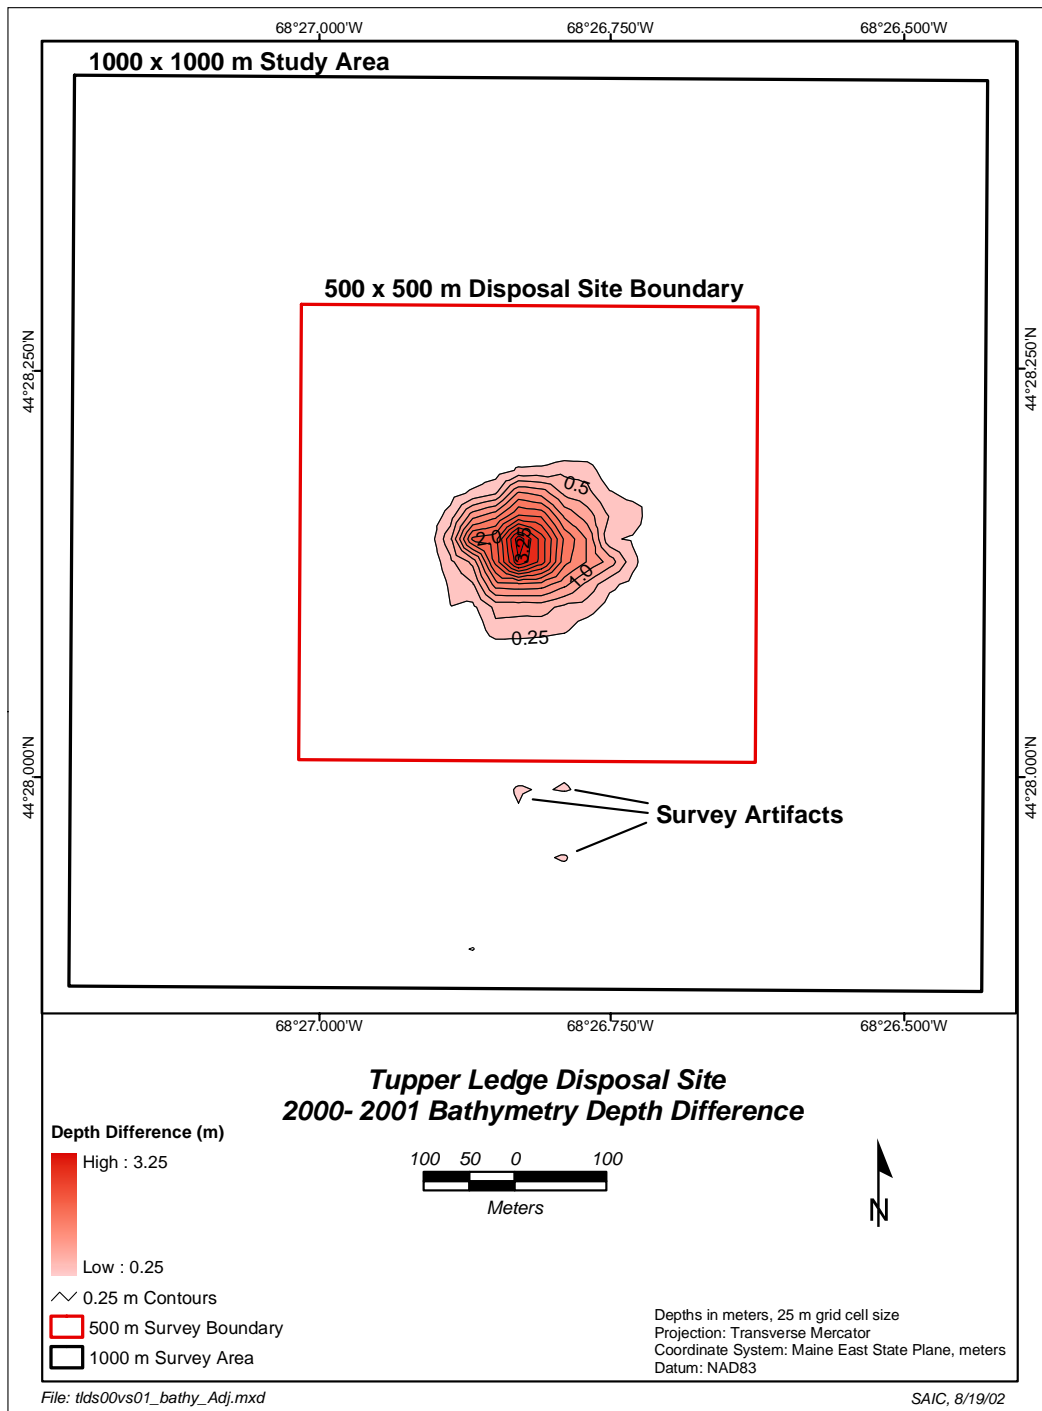 68°27.000'W 68°26.750'W 68°26.500'W
1000 x 1000 m Study Area
500 x 500 m Disposal Site Boundary
44°28.250'N
44°28.250'N
0.5
2.0
3.25
1.0
0.25
44°28.000'N
44°28.000'N
Survey Artifacts
68°27.000'W 68°26.750'W 68°26.500'W
Tupper Ledge Disposal Site
2000- 2001 Bathymetry Depth Difference
Depth Difference (m)
High : 3.25
Low : 0.25
0.25 m Contours
500 m Survey Boundary
1000 m Survey Area
100 50 0 100
Meters
N
Depths in meters, 25 m grid cell size
Projection: Transverse Mercator
Coordinate System: Maine East State Plane, meters
Datum: NAD83
File: tlds00vs01_bathy_Adj.mxd
SAIC, 8/19/02